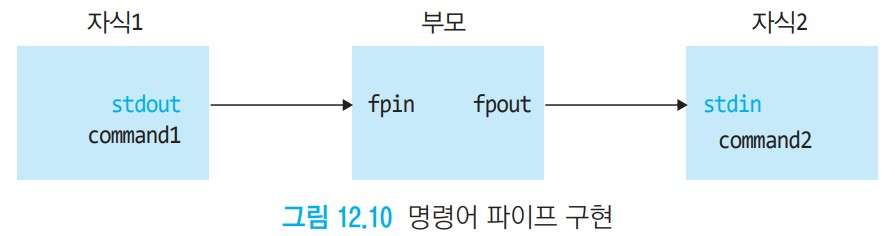 자식1 부모 자식2
stdout fpin fpout stdin
command1 command2
그림 12.10 명령어 파이프 구현